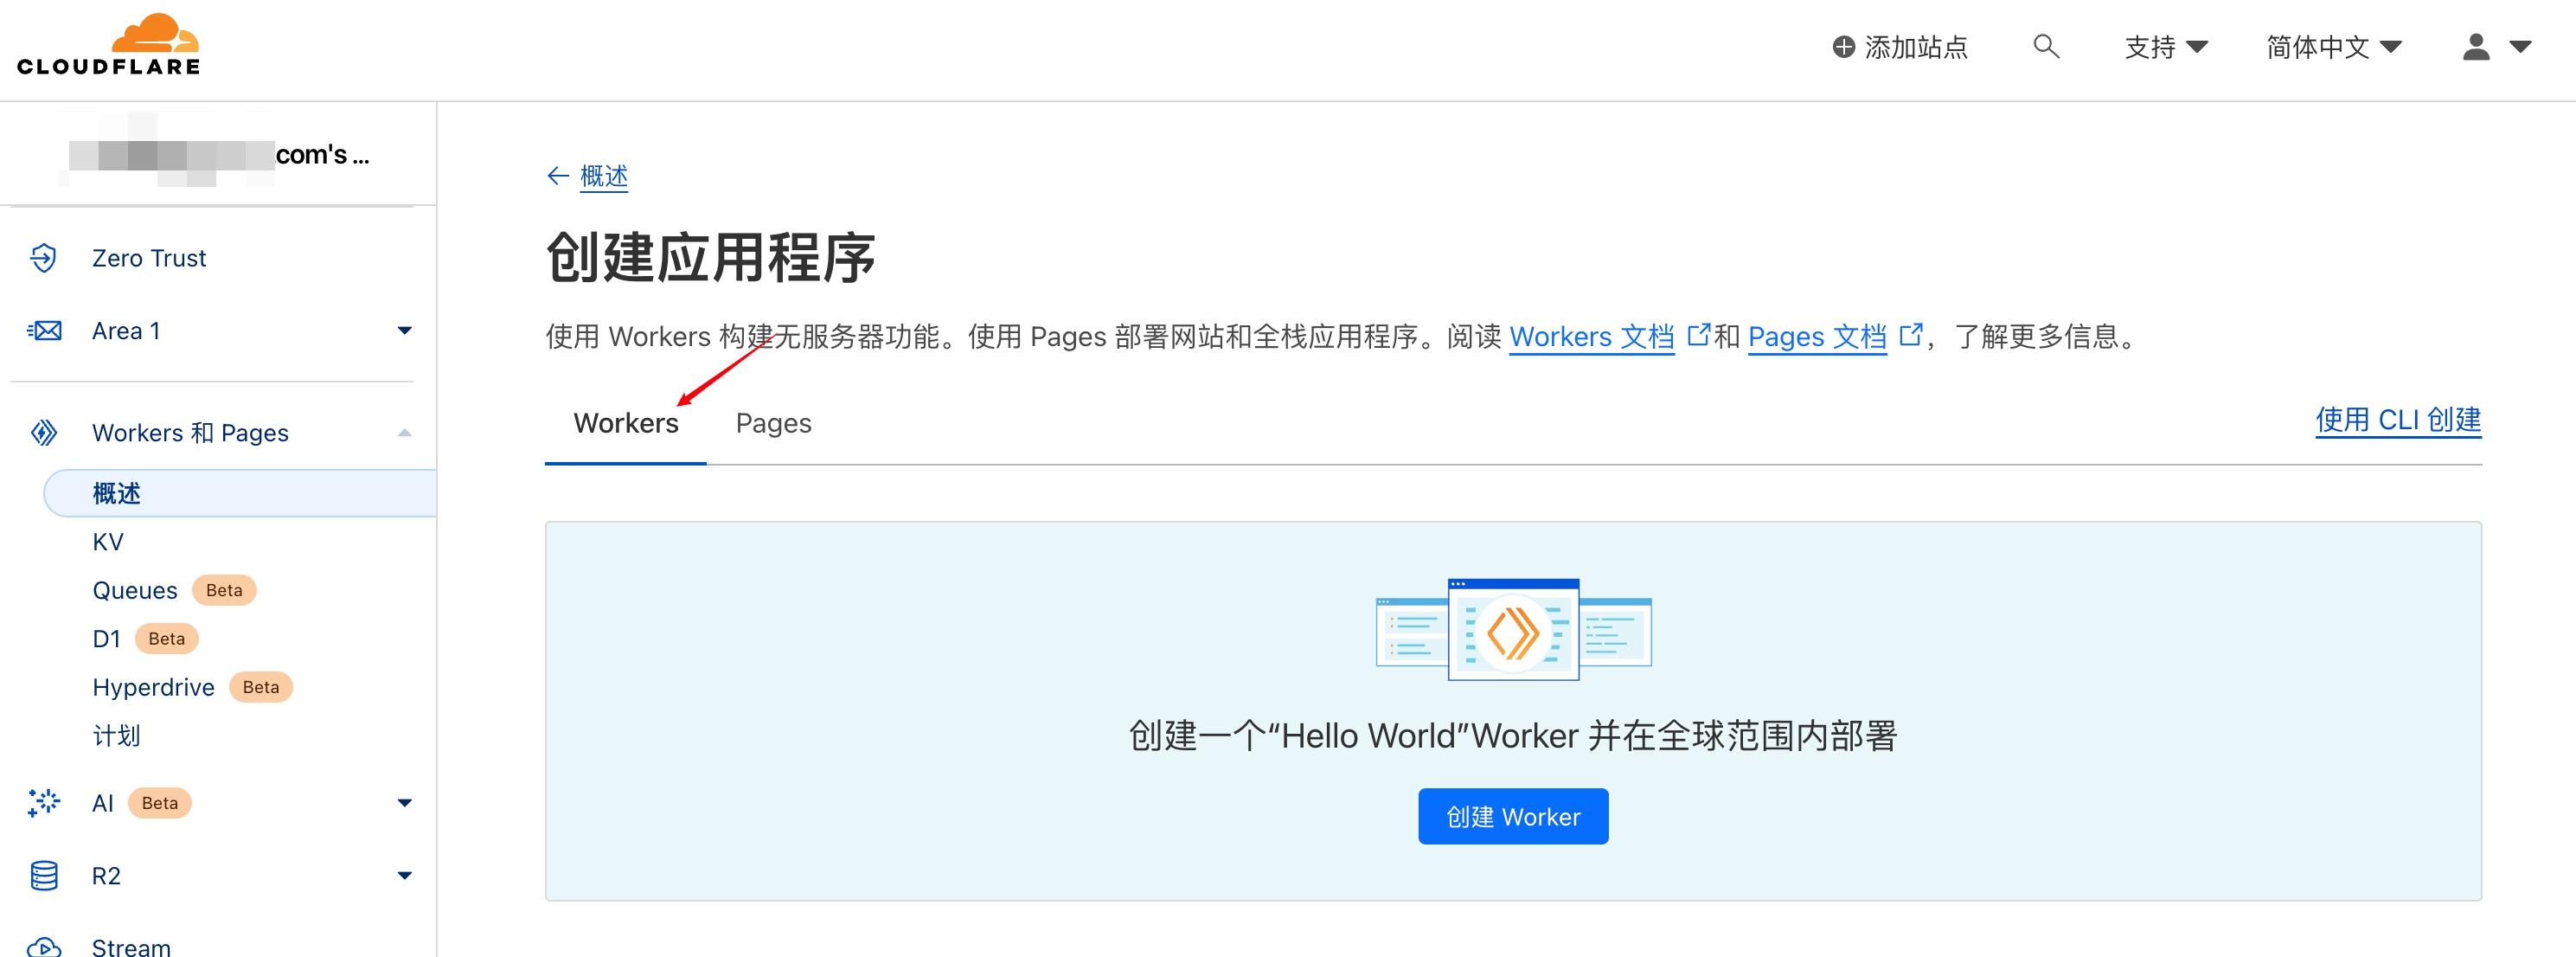 CLOUDFLARE
添加站点
支持
简体中文
.com's ...
Zero Trust
Area 1
Workers 和 Pages
概述
KV
Queues Beta
D1 Beta
Hyperdrive Beta
计划
AI Beta
R2
Stream
← 概述
创建应用程序
使用 Workers 构建无服务器功能。使用 Pages 部署网站和全栈应用程序。阅读 Workers 文档 和 Pages 文档 ，了解更多信息。
Workers Pages
使用 CLI 创建
创建一个“Hello World”Worker 并在全球范围内部署
创建 Worker